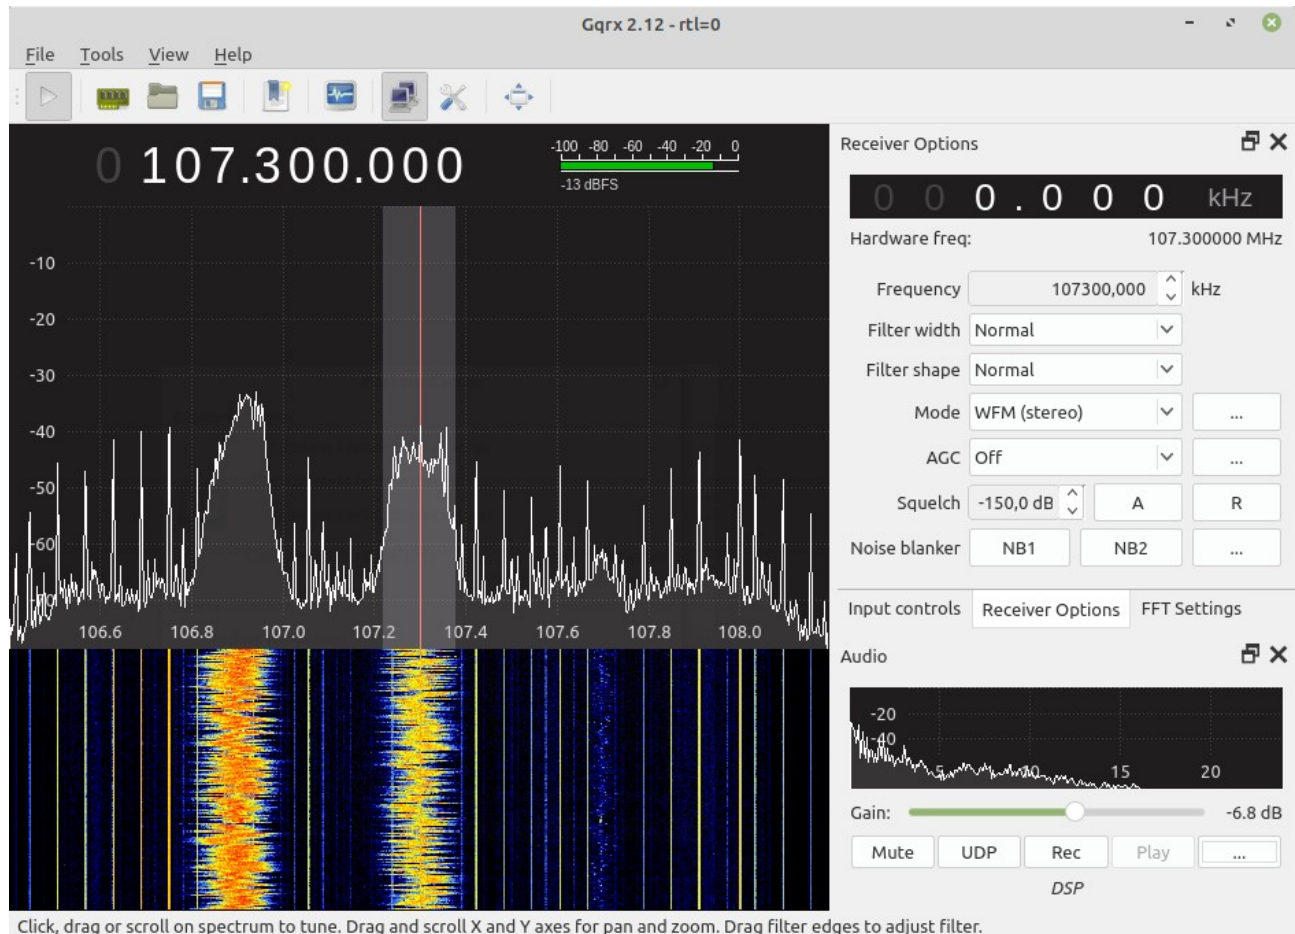 Gqrx 2.12 - rtl=0
File Tools View Help
0 107.300.000
-100 -80 -60 -40 -20 0
-13 dBFS
-10
-20
-30
-40
-50
-60
106.6 106.8 107.0 107.2 107.4 107.6 107.8 108.0
Receiver Options
0 0 0.0 0 0 kHz
Hardware freq: 107.300000 MHz
Frequency 107300,000 kHz
Filter width Normal
Filter shape Normal
Mode WFM (stereo) ...
AGC Off ...
Squelch -150,0 dB A R
Noise blanker NB1 NB2 ...
Input controls Receiver Options FFT Settings
Audio
-20
-40
5 10 15 20
Gain: -6.8 dB
Mute UDP Rec Play ...
DSP
Click, drag or scroll on spectrum to tune. Drag and scroll X and Y axes for pan and zoom. Drag filter edges to adjust filter.